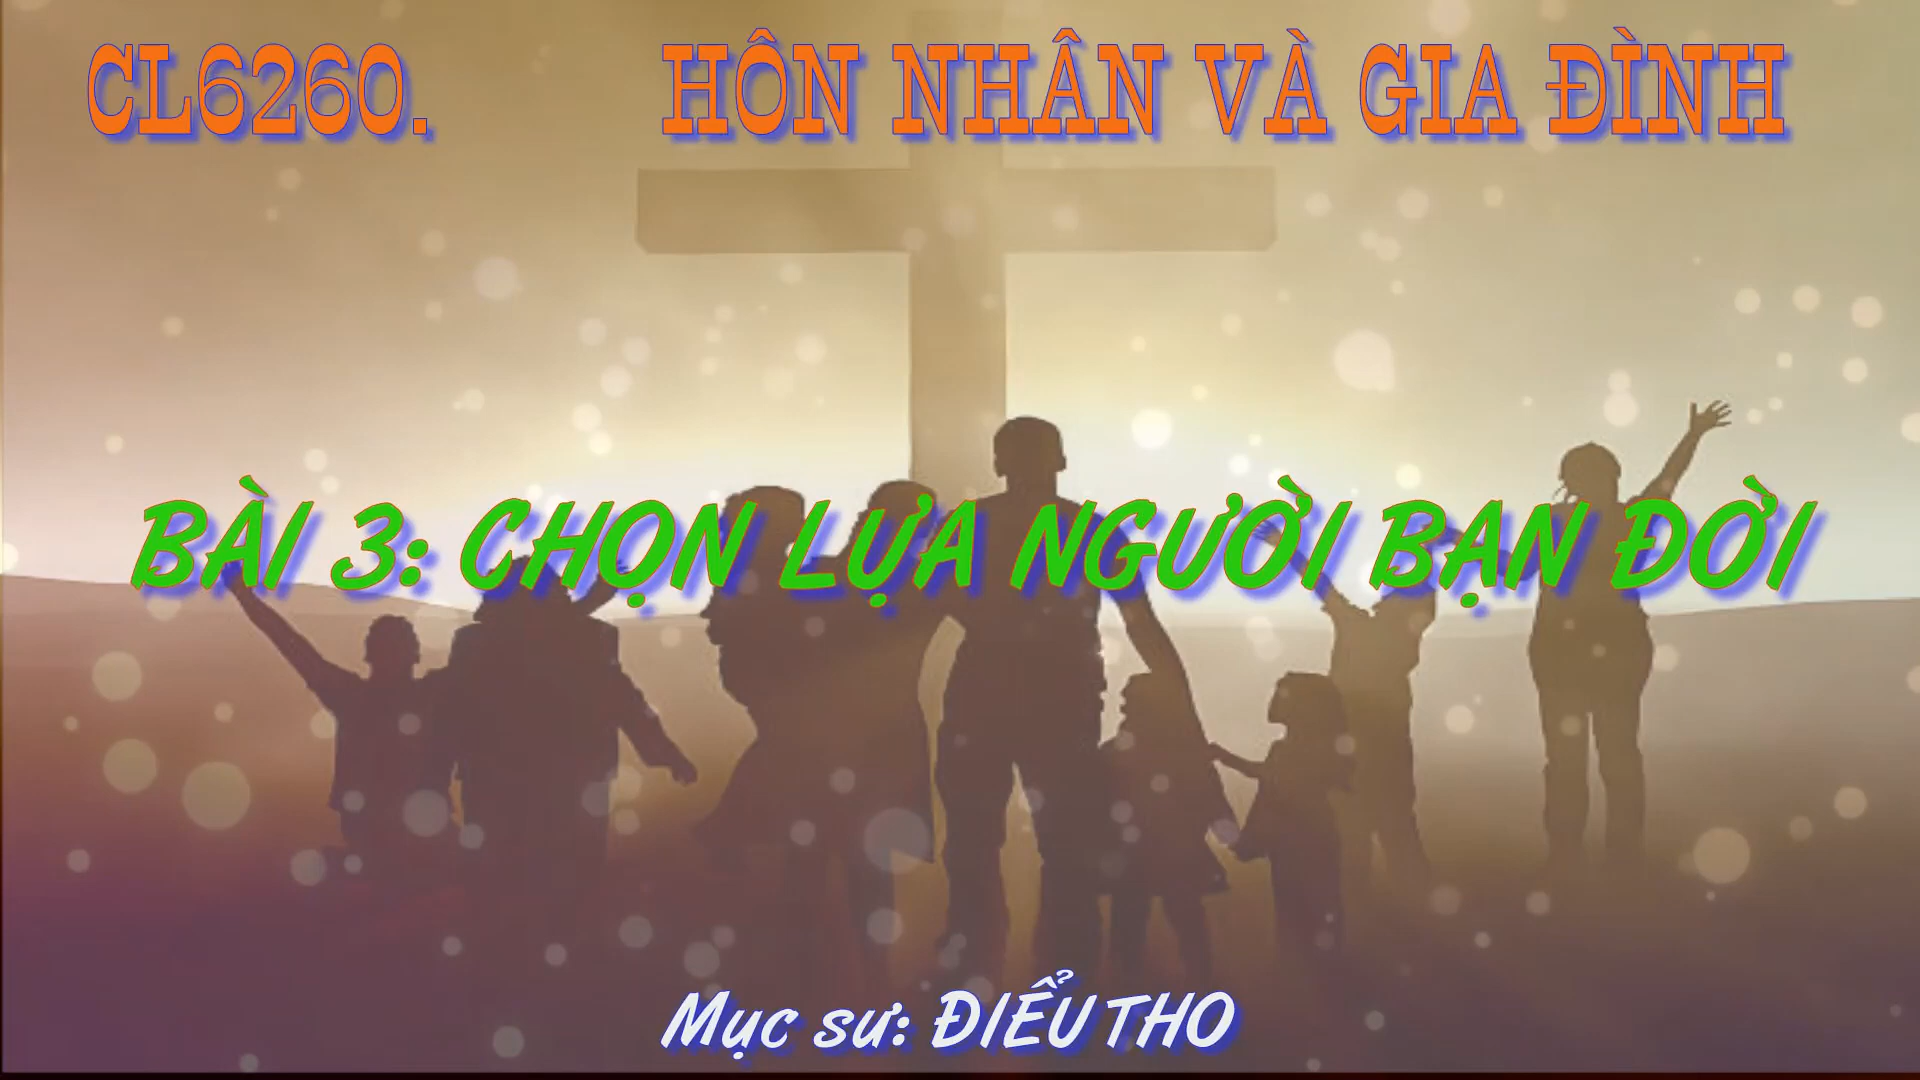 CL6260. HÔN NHÂN VÀ GIA ĐÌNH
BÀI 3: CHỌN LỰA NGƯỜI BẠN ĐỜI
Mục sư: ĐIỂU THO